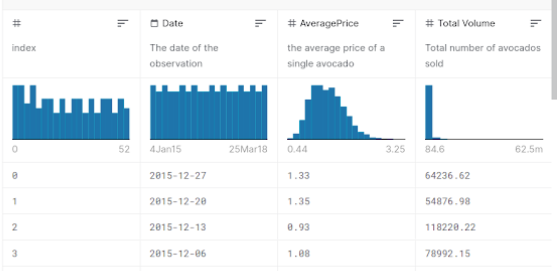 #
Date
# AveragePrice
# Total Volume
index
The date of the
observation
the average price of a
single avocado
Total number of avocados
sold
0 52
4Jan15 25Mar18
0.44 3.25
84.6 62.5m
0 2015-12-27 1.33 64236.62
1 2015-12-20 1.35 54876.98
2 2015-12-13 0.93 118220.22
3 2015-12-06 1.08 78992.15